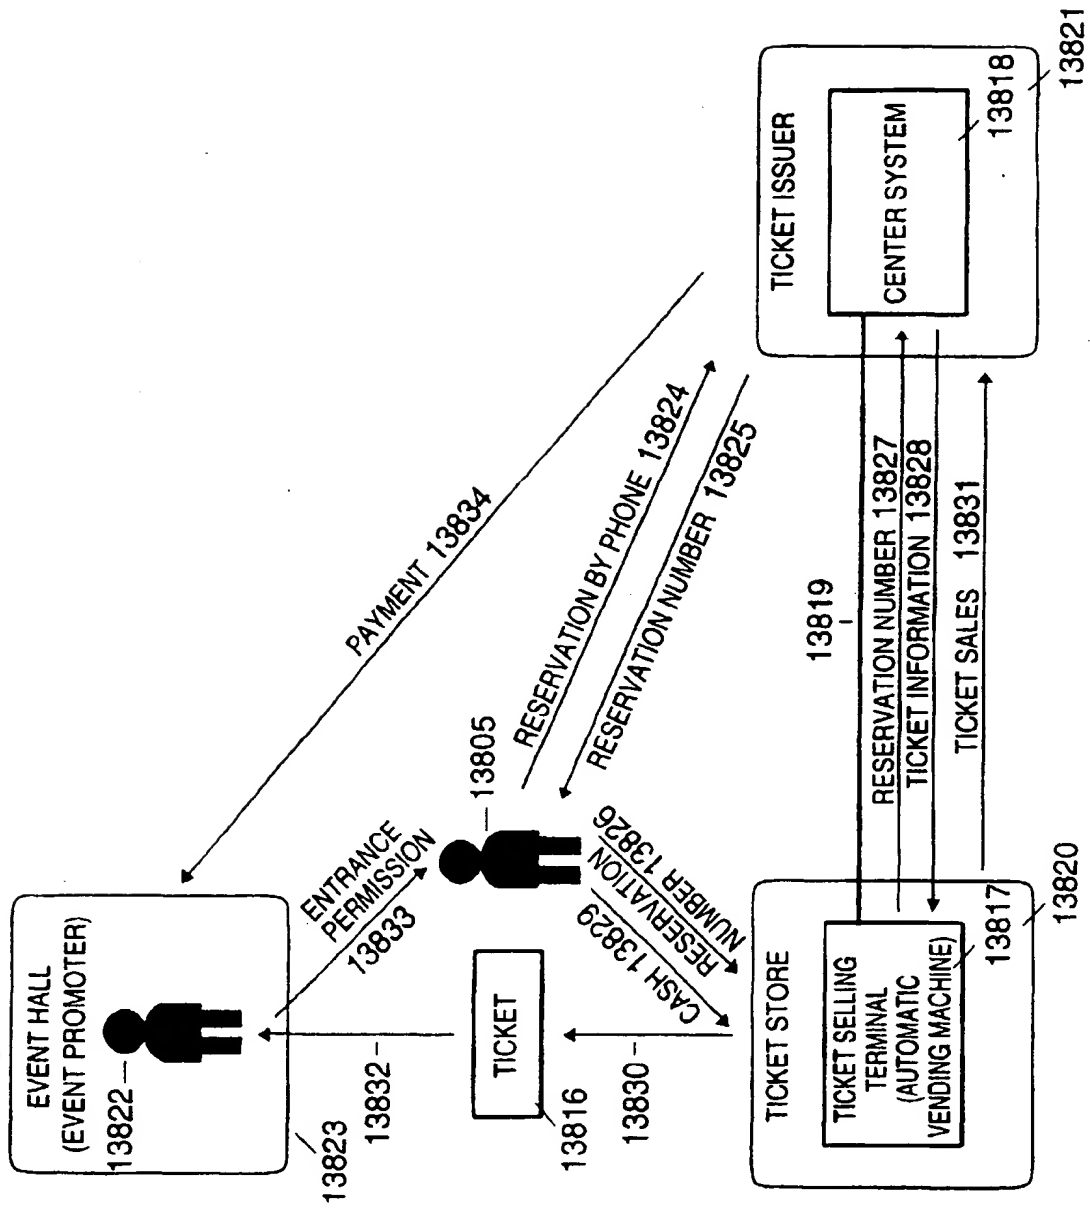 EVENT HALL
(EVENT PROMOTER)
13822
13823
13832
TICKET
13816
13830
TICKET STORE
TICKET SELLING
TERMINAL
(AUTOMATIC
VENDING MACHINE)
13817
13820
ENTRANCE
PERMISSION
13833
13805
CASH 13829
RESERVATION
NUMBER 13826
PAYMENT 13834
RESERVATION BY PHONE 13824
RESERVATION NUMBER 13825
13819
RESERVATION NUMBER 13827
TICKET INFORMATION 13828
TICKET SALES 13831
TICKET ISSUER
CENTER SYSTEM
13818
13821